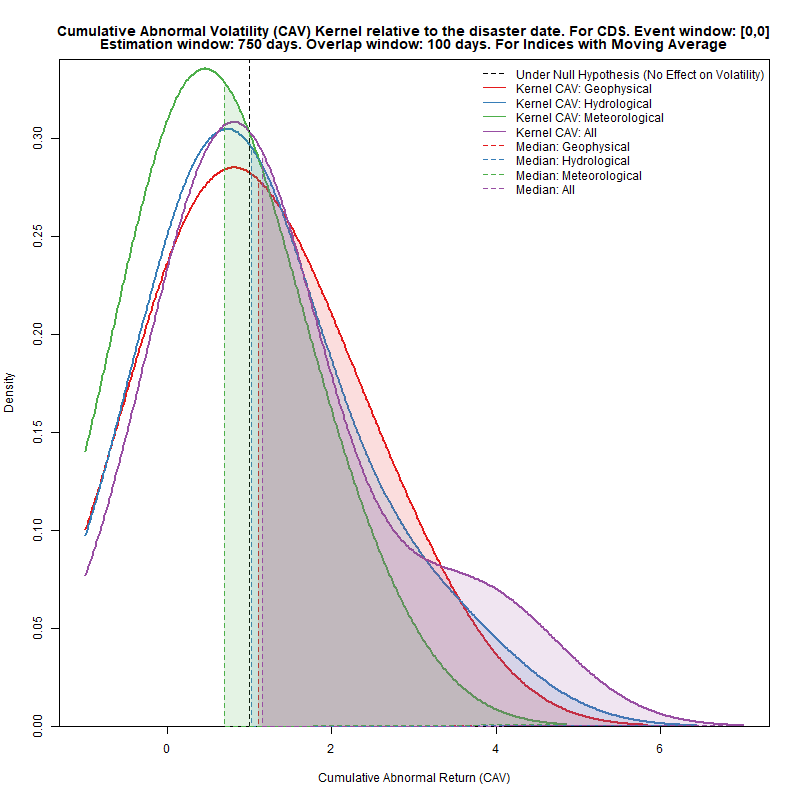 Cumulative Abnormal Volatility (CAV) Kernel relative to the disaster date. For CDS. Event window: [0,0]
Estimation window: 750 days. Overlap window: 100 days. For Indices with Moving Average
Under Null Hypothesis (No Effect on Volatility)
Kernel CAV: Geophysical
Kernel CAV: Hydrological
Kernel CAV: Meteorological
Kernel CAV: All
Median: Geophysical
Median: Hydrological
Median: Meteorological
Median: All
0.30
0.25
0.20
0.15
0.10
0.05
0.00
Density
0 2 4 6
Cumulative Abnormal Return (CAV)